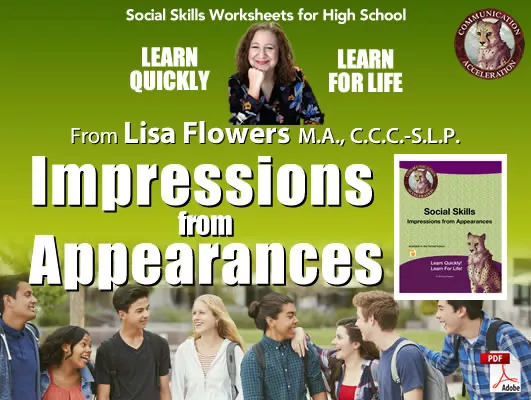 Social Skills Worksheets for High School
LEARN
QUICKLY
LEARN
FOR LIFE
COMMUNICATION
ACCELERATION
From Lisa Flowers M.A., C.C.C.-S.L.P.
Impressions
from
Appearances
Social Skills
Impressions from Appearances
Learn Quickly!
Learn For Life!
PDF
Adobe